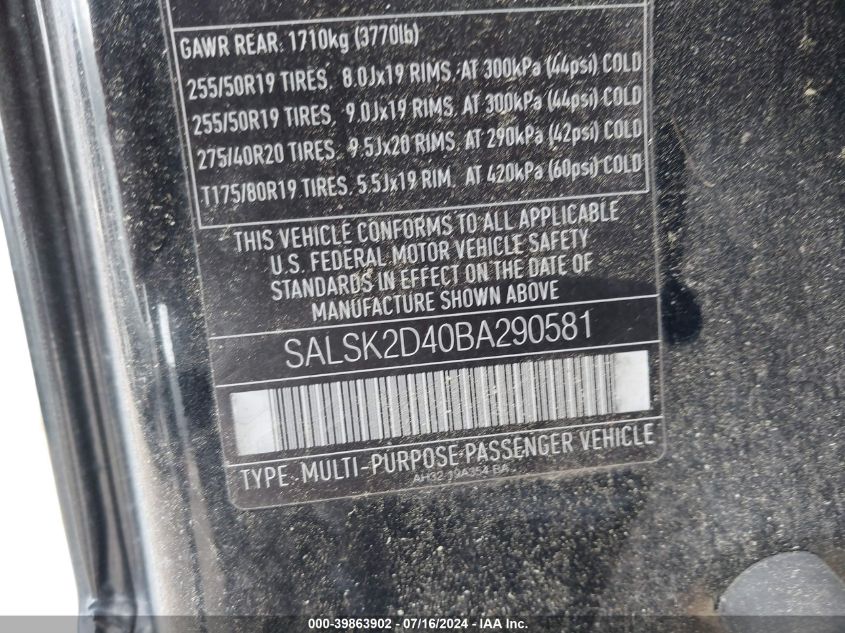 GAWR REAR: 1710kg (3770lb)
255/50R19 TIRES. 8.0Jx19 RIMS. AT 300kPa (44psi) COLD
255/50R19 TIRES. 9.0Jx19 RIMS. AT 300kPa (44psi) COLD
275/40R20 TIRES. 9.5Jx20 RIMS. AT 290kPa (42psi) COLD
T175/80R19 TIRES. 5.5Jx19 RIM. AT 420kPa (60psi) COLD
THIS VEHICLE CONFORMS TO ALL APPLICABLE
U.S. FEDERAL MOTOR VEHICLE SAFETY
STANDARDS IN EFFECT ON THE DATE OF
MANUFACTURE SHOWN ABOVE
SALSK2D40BA290581
TYPE: MULTI-PURPOSE PASSENGER VEHICLE
AH32 19A354 BA
000-39863902 - 07/16/2024 - IAA Inc.